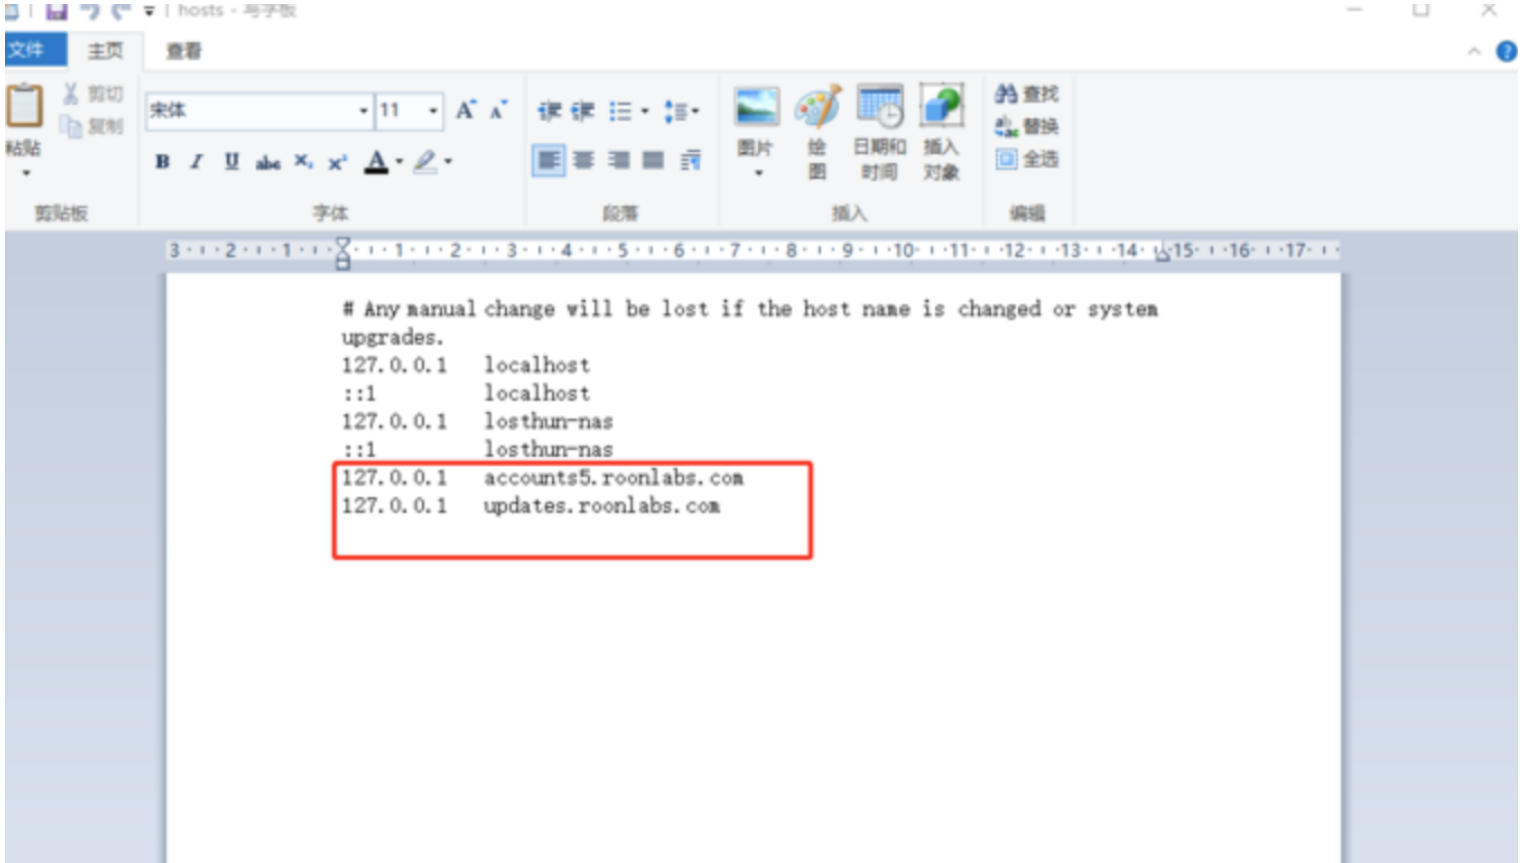 hosts - 写字板
文件 主页 查看
剪切
复制
粘贴
剪贴板
宋体 11
B I U abc X₂ X² A
字体
段落
图片
绘图
日期和时间
插入对象
插入
查找
替换
全选
编辑
3 2 1 1 2 3 4 5 6 7 8 9 10 11 12 13 14 15 16 17
# Any manual change will be lost if the host name is changed or system
upgrades.
127.0.0.1 localhost
::1 localhost
127.0.0.1 losthun-nas
::1 losthun-nas
127.0.0.1 accounts5.roonlabs.com
127.0.0.1 updates.roonlabs.com